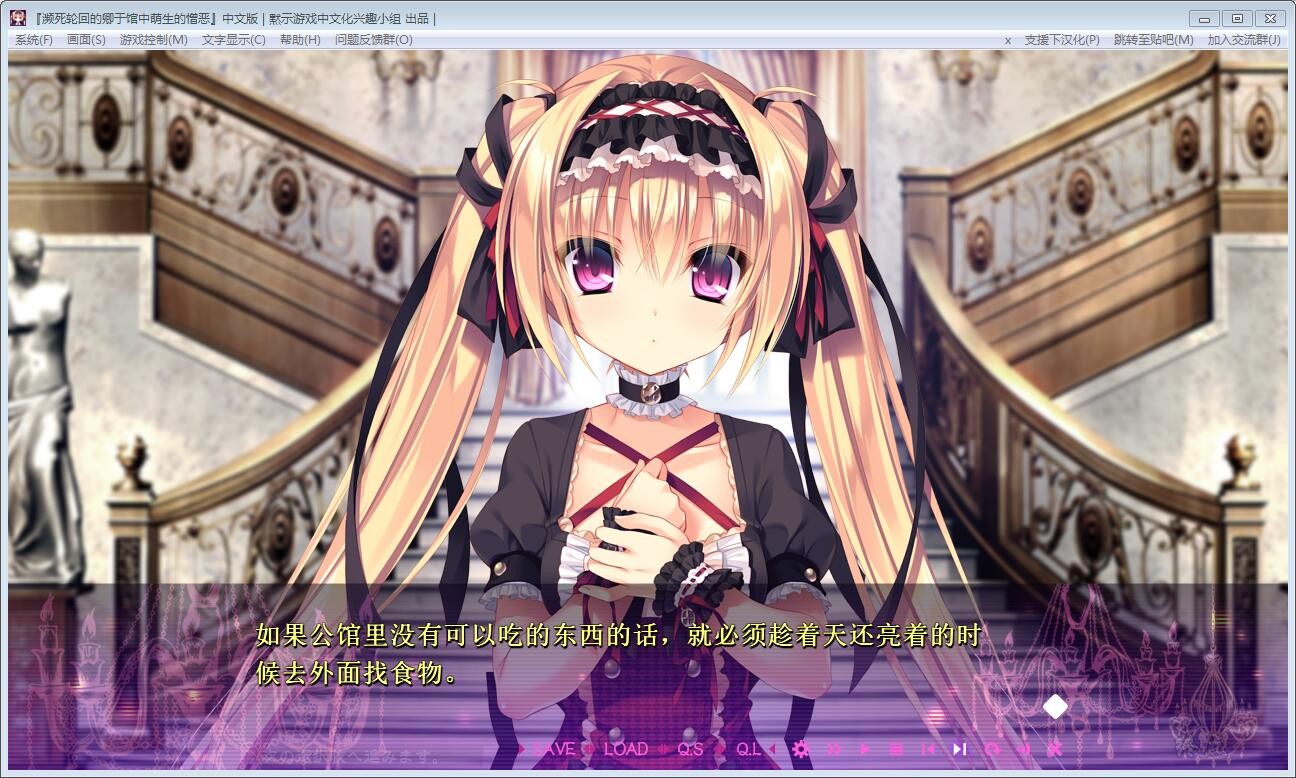 『濒死轮回的卿于馆中萌生的憎恶』中文版 | 默示游戏中文化兴趣小组 出品 |
系统(F) 画面(S) 游戏控制(M) 文字显示(C) 帮助(H) 问题反馈群(O) x 支援下汉化(P) 跳转至贴吧(M) 加入交流群(J)
如果公馆里没有可以吃的东西的话，就必须趁着天还亮着的时
候去外面找食物。
SAVE LOAD Q.S Q.L